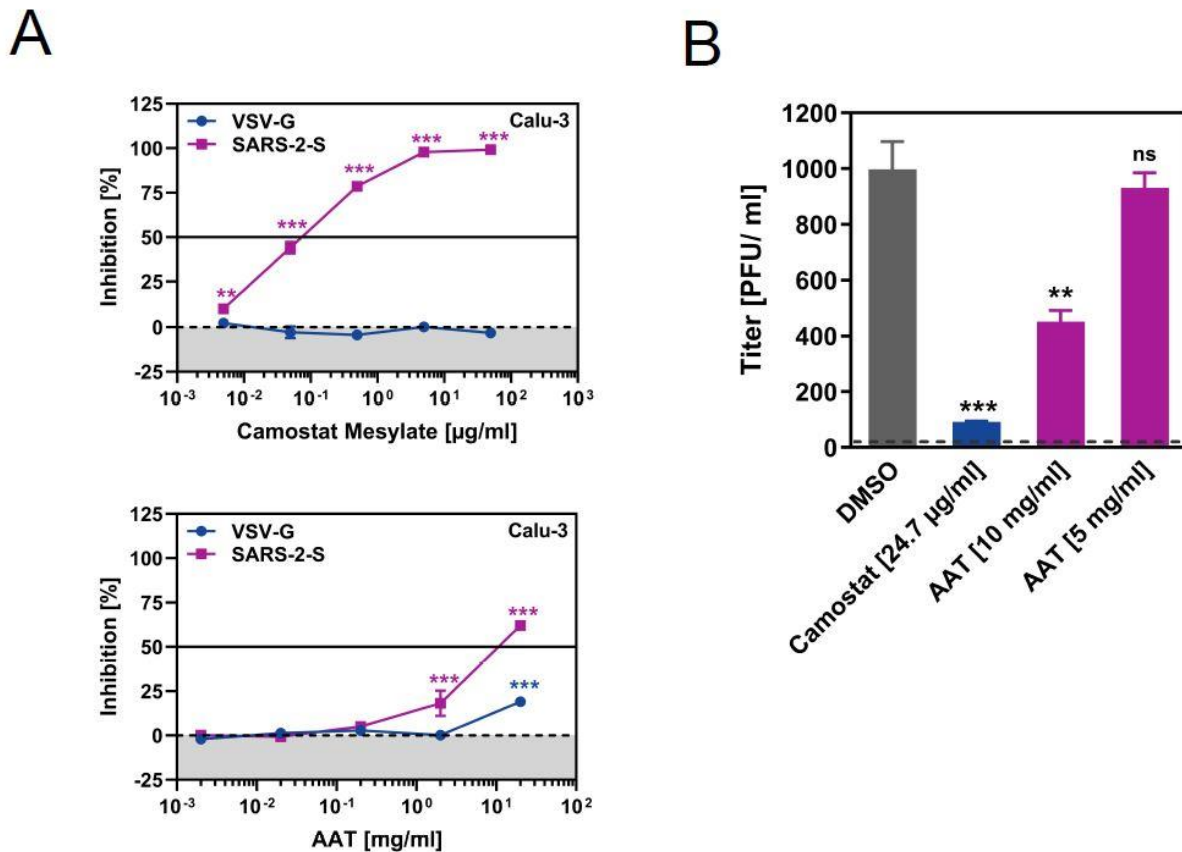 A
B
125
100
75
50
25
0
-25
Inhibition [%]
VSV-G
SARS-2-S
Calu-3
**
***
***
***
***
10-3 10-2 10-1 100 101 102 103
Camostat Mesylate [µg/ml]
125
100
75
50
25
0
-25
Inhibition [%]
VSV-G
SARS-2-S
Calu-3
***
***
***
10-3 10-2 10-1 100 101 102
AAT [mg/ml]
1200
1000
800
600
400
200
0
Titer [PFU/ ml]
***
**
ns
DMSO
Camostat [24.7 µg/ml]
AAT [10 mg/ml]
AAT [5 mg/ml]